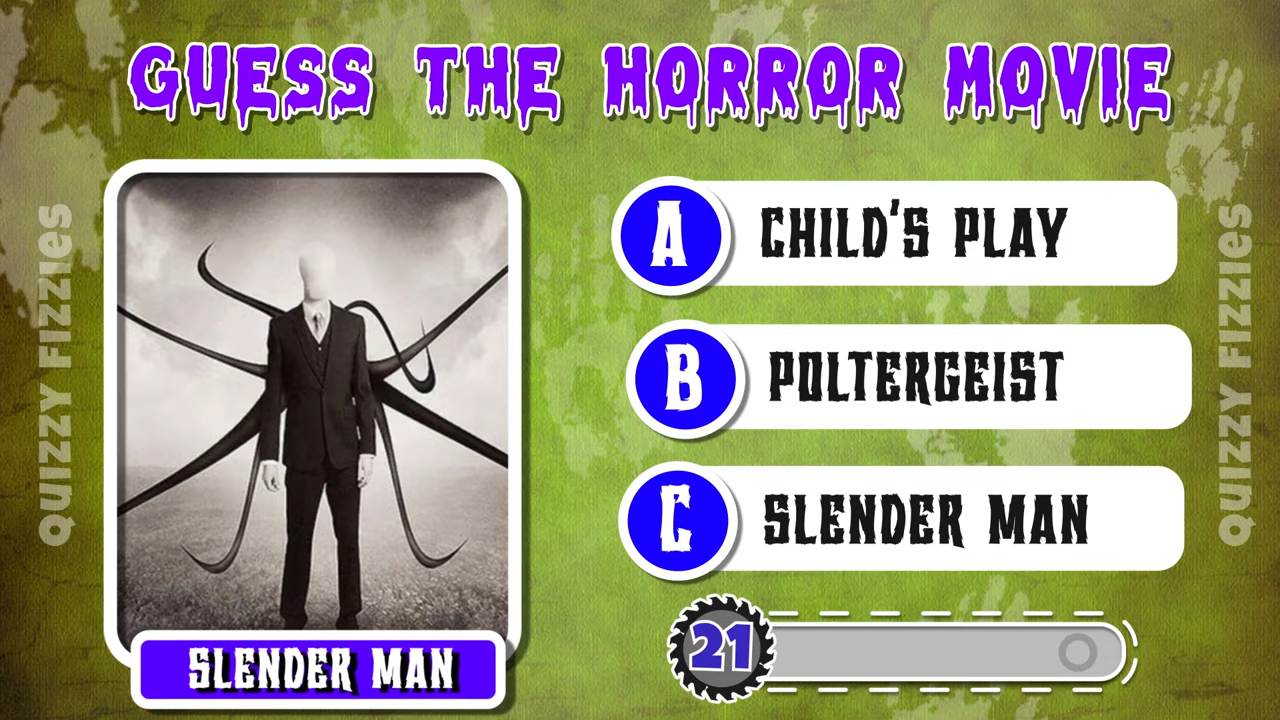 GUESS THE HORROR MOVIE
QUIZZY FIZZIES
A CHILD'S PLAY
B POLTERGEIST
C SLENDER MAN
21
SLENDER MAN
QUIZZY FIZZIES